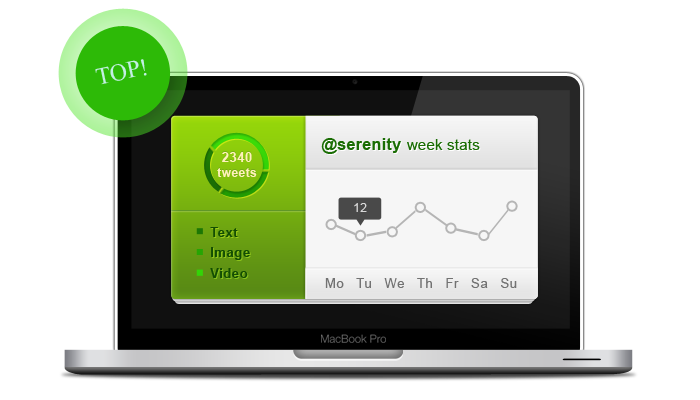 TOP!
@serenity week stats
2340
tweets
12
Text
Image
Video
Mo Tu We Th Fr Sa Su
MacBook Pro